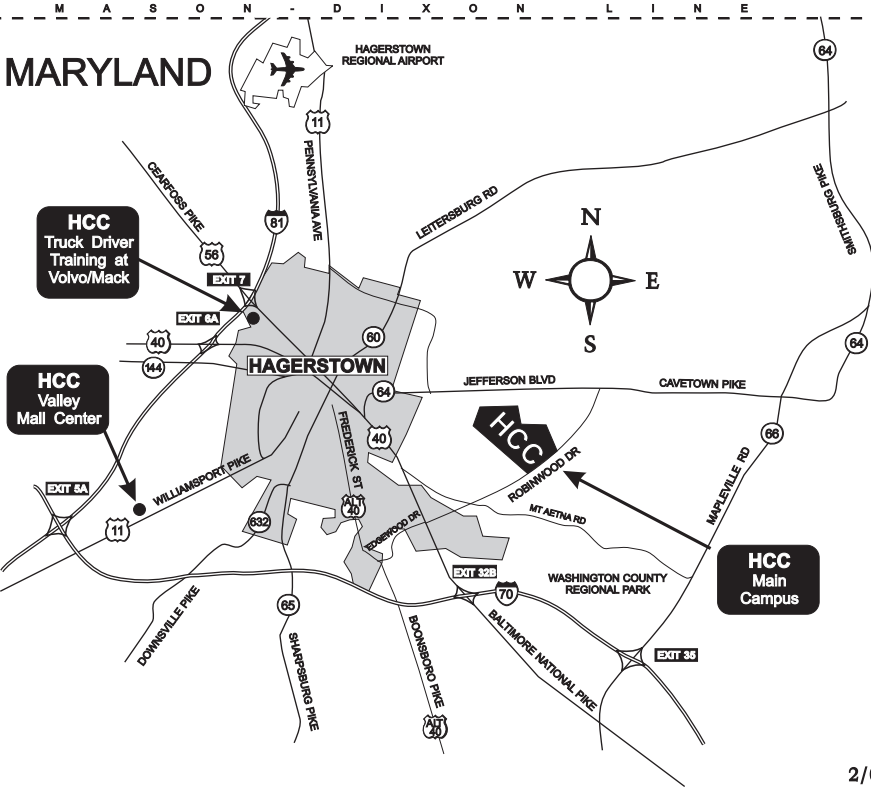 MASON-DIXON LINE
MARYLAND
HAGERSTOWN
REGIONAL AIRPORT
64
11
PENNSYLVANIA AVE
CEARFOSS PIKE
LEITERSBURG RD
SMITHSBURG PIKE
81
N
W E
S
HCC
Truck Driver
Training at
Volvo/Mack
56
EXIT 7
EXIT 6A
40
60
144
HAGERSTOWN
64
HCC
Valley
Mall Center
64
JEFFERSON BLVD
CAVETOWN PIKE
HCC
66
FREDERICK ST
40
ROBINWOOD DR
MAPLEVILLE RD
WILLIAMSPORT PIKE
EXIT 5A
ALT
40
11
632
EDGEWOOD DR
MT AETNA RD
HCC
Main
Campus
WASHINGTON COUNTY
REGIONAL PARK
EXIT 32B
70
65
DOWNSVILLE PIKE
SHARPSBURG PIKE
BOONSBORO PIKE
BALTIMORE NATIONAL PIKE
EXIT 35
ALT
40
2/